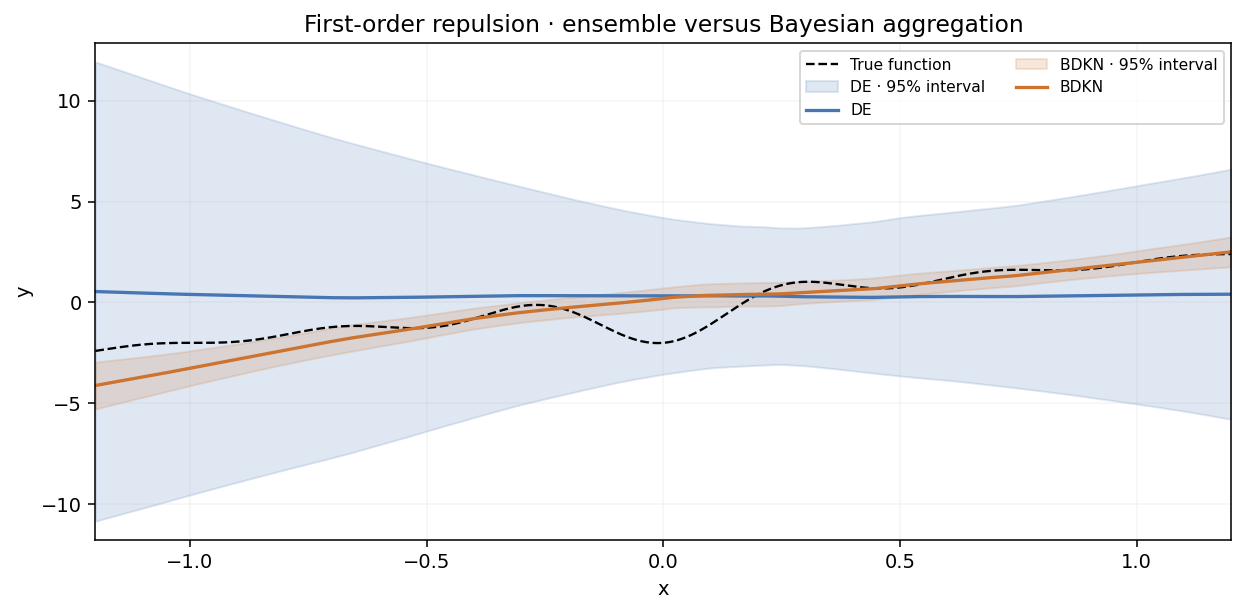 First-order repulsion · ensemble versus Bayesian aggregation
True function
DE · 95% interval
DE
BDKN · 95% interval
BDKN
y
10
5
0
−5
−10
−1.0
−0.5
0.0
0.5
1.0
x